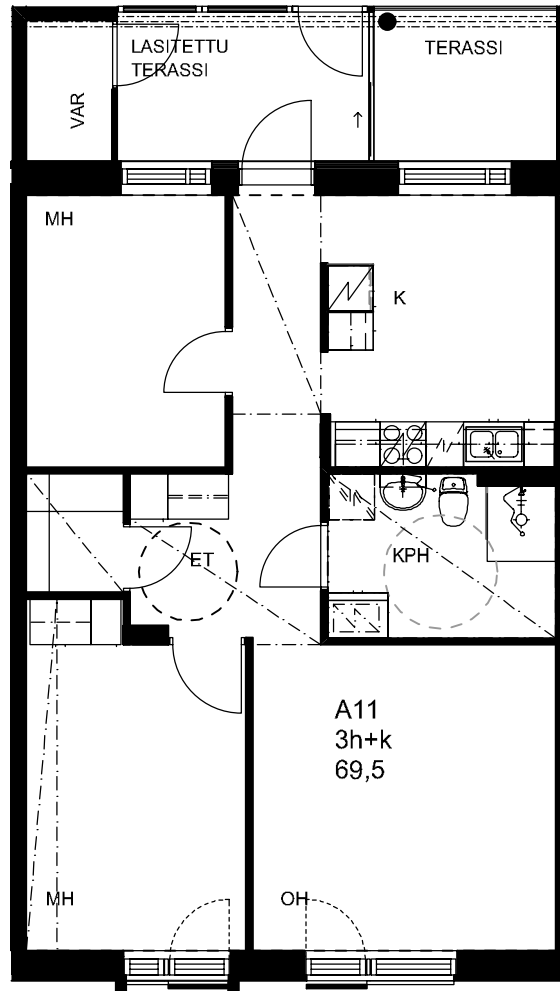 LASITETTU
TERASSI
TERASSI
VAR
MH
K
ET
KPH
A11
3h+k
69,5
MH
OH